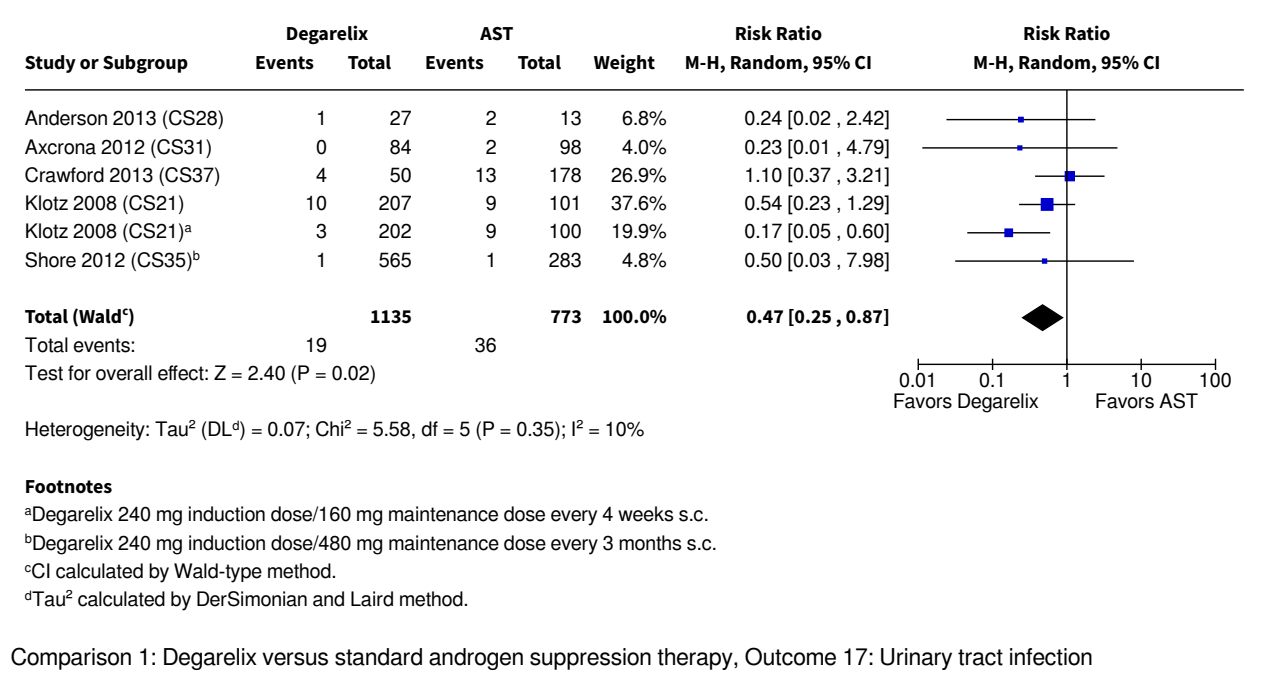 Degarelix AST Risk Ratio Risk Ratio
Study or Subgroup Events Total Events Total Weight M-H, Random, 95% CI M-H, Random, 95% CI
Anderson 2013 (CS28) 1 27 2 13 6.8% 0.24 [0.02 , 2.42]
Axcrona 2012 (CS31) 0 84 2 98 4.0% 0.23 [0.01 , 4.79]
Crawford 2013 (CS37) 4 50 13 178 26.9% 1.10 [0.37 , 3.21]
Klotz 2008 (CS21) 10 207 9 101 37.6% 0.54 [0.23 , 1.29]
Klotz 2008 (CS21)ᵃ 3 202 9 100 19.9% 0.17 [0.05 , 0.60]
Shore 2012 (CS35)ᵇ 1 565 1 283 4.8% 0.50 [0.03 , 7.98]
Total (Waldᶜ) 1135 773 100.0% 0.47 [0.25 , 0.87]
Total events: 19 36
Test for overall effect: Z = 2.40 (P = 0.02)
0.01 0.1 1 10 100
Favors Degarelix Favors AST
Heterogeneity: Tau² (DLᵈ) = 0.07; Chi² = 5.58, df = 5 (P = 0.35); I² = 10%
Footnotes
ᵃDegarelix 240 mg induction dose/160 mg maintenance dose every 4 weeks s.c.
ᵇDegarelix 240 mg induction dose/480 mg maintenance dose every 3 months s.c.
ᶜCI calculated by Wald-type method.
ᵈTau² calculated by DerSimonian and Laird method.
Comparison 1: Degarelix versus standard androgen suppression therapy, Outcome 17: Urinary tract infection